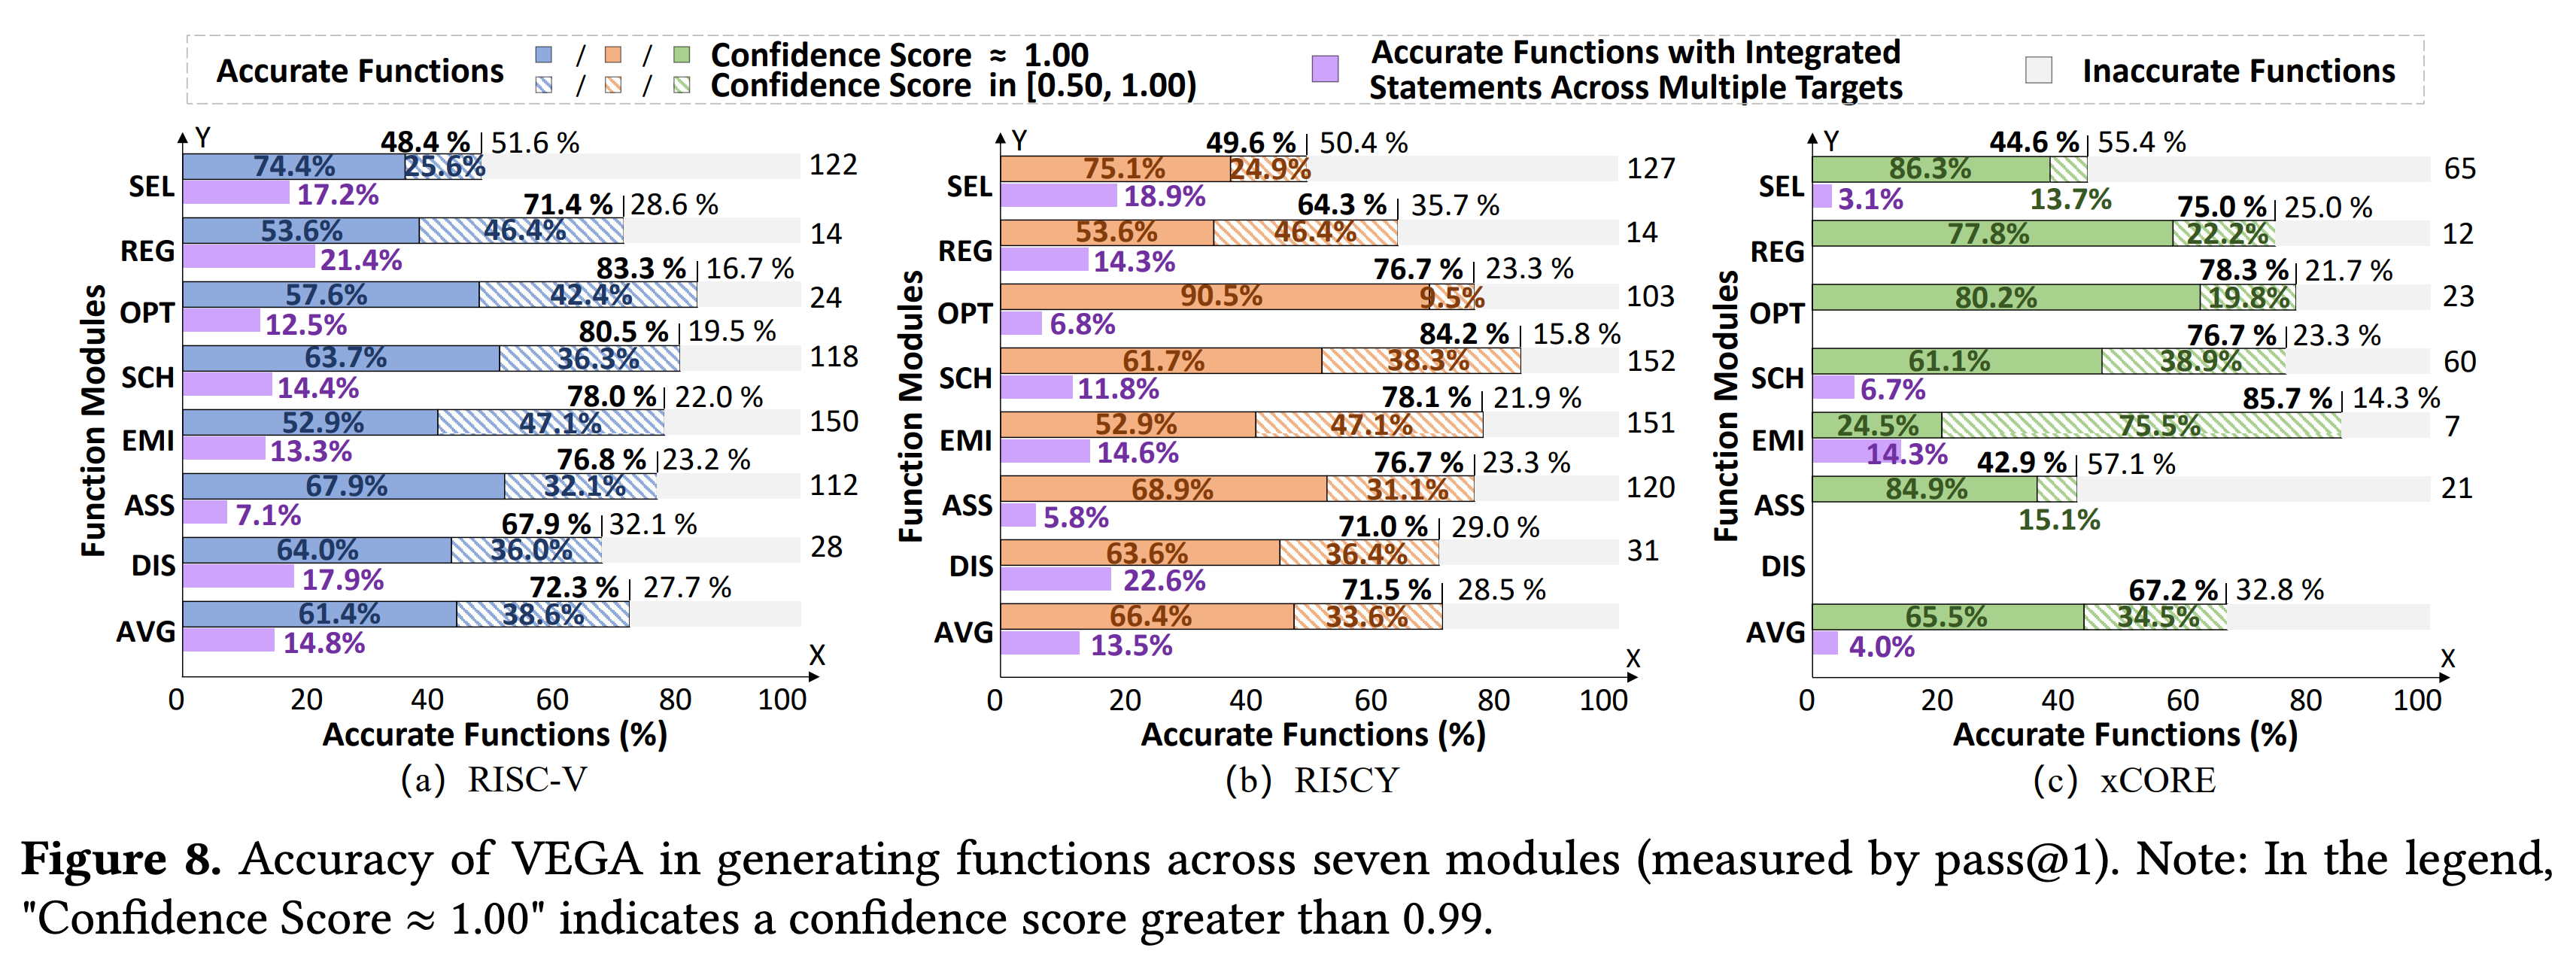 Accurate Functions
/ / Confidence Score ≈ 1.00
/ / Confidence Score in [0.50, 1.00)
Accurate Functions with Integrated
Statements Across Multiple Targets
Inaccurate Functions
Y
48.4 % 51.6 %
SEL 74.4% 25.6% 122
17.2%
71.4 % 28.6 %
REG 53.6% 46.4% 14
21.4%
83.3 % 16.7 %
OPT 57.6% 42.4% 24
12.5%
80.5 % 19.5 %
SCH 63.7% 36.3% 118
14.4%
78.0 % 22.0 %
EMI 52.9% 47.1% 150
13.3%
76.8 % 23.2 %
ASS 67.9% 32.1% 112
7.1%
67.9 % 32.1 %
DIS 64.0% 36.0% 28
17.9%
72.3 % 27.7 %
AVG 61.4% 38.6%
14.8%
X
Function Modules
0 20 40 60 80 100
Accurate Functions (%)
(a) RISC-V
Y
49.6 % 50.4 %
SEL 75.1% 24.9% 127
18.9%
64.3 % 35.7 %
REG 53.6% 46.4% 14
14.3%
76.7 % 23.3 %
OPT 90.5% 9.5% 103
6.8%
84.2 % 15.8 %
SCH 61.7% 38.3% 152
11.8%
78.1 % 21.9 %
EMI 52.9% 47.1% 151
14.6%
76.7 % 23.3 %
ASS 68.9% 31.1% 120
5.8%
71.0 % 29.0 %
DIS 63.6% 36.4% 31
22.6%
71.5 % 28.5 %
AVG 66.4% 33.6%
13.5%
X
Function Modules
0 20 40 60 80 100
Accurate Functions (%)
(b) RI5CY
Y
44.6 % 55.4 %
SEL 86.3% 65
3.1% 13.7%
75.0 % 25.0 %
REG 77.8% 22.2% 12
78.3 % 21.7 %
OPT 80.2% 19.8% 23
76.7 % 23.3 %
SCH 61.1% 38.9% 60
6.7%
85.7 % 14.3 %
EMI 24.5% 75.5% 7
14.3%
42.9 % 57.1 %
ASS 84.9% 21
15.1%
DIS
67.2 % 32.8 %
AVG 65.5% 34.5%
4.0%
X
Function Modules
0 20 40 60 80 100
Accurate Functions (%)
(c) xCORE
Figure 8. Accuracy of VEGA in generating functions across seven modules (measured by pass@1). Note: In the legend,
"Confidence Score ≈ 1.00" indicates a confidence score greater than 0.99.